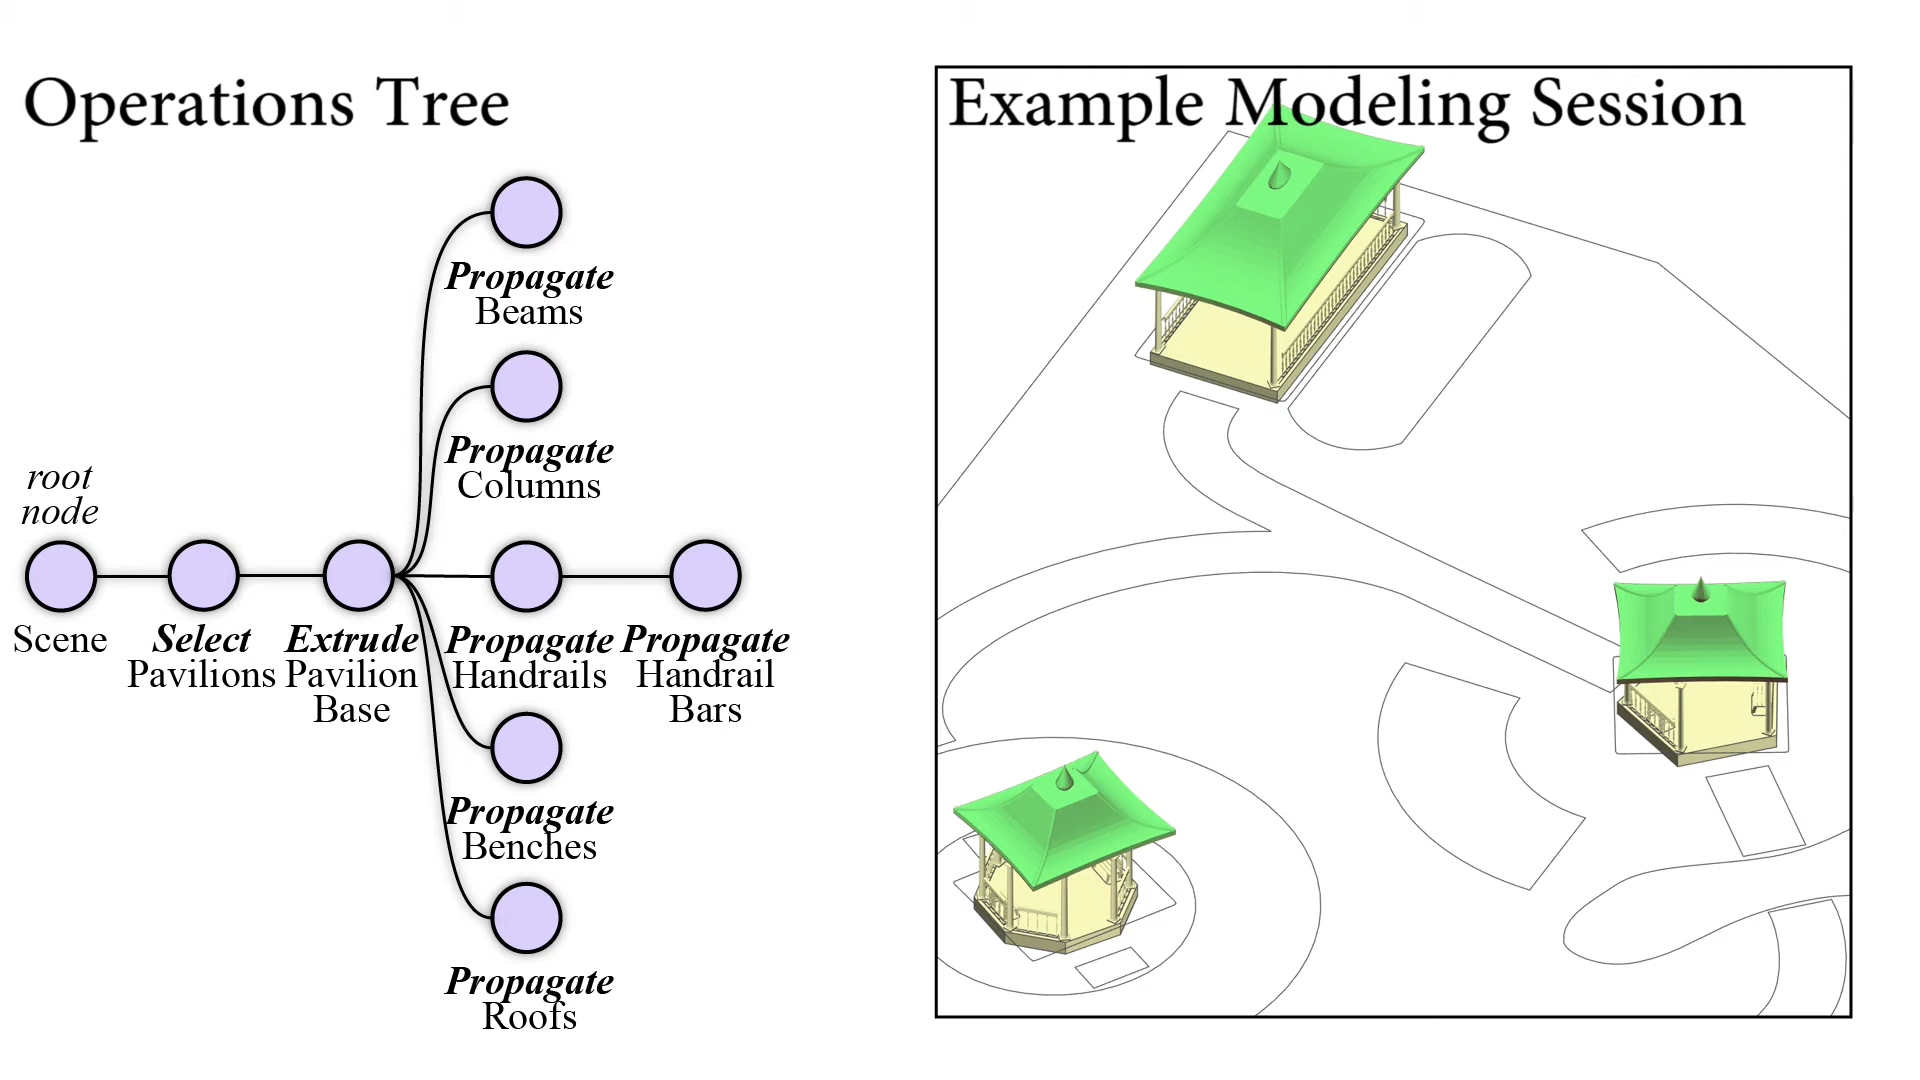 Operations Tree
Example Modeling Session
Propagate
Beams
Propagate
Columns
root
node
Scene
Select
Pavilions
Extrude
Pavilion
Base
Propagate
Handrails
Propagate
Handrail
Bars
Propagate
Benches
Propagate
Roofs